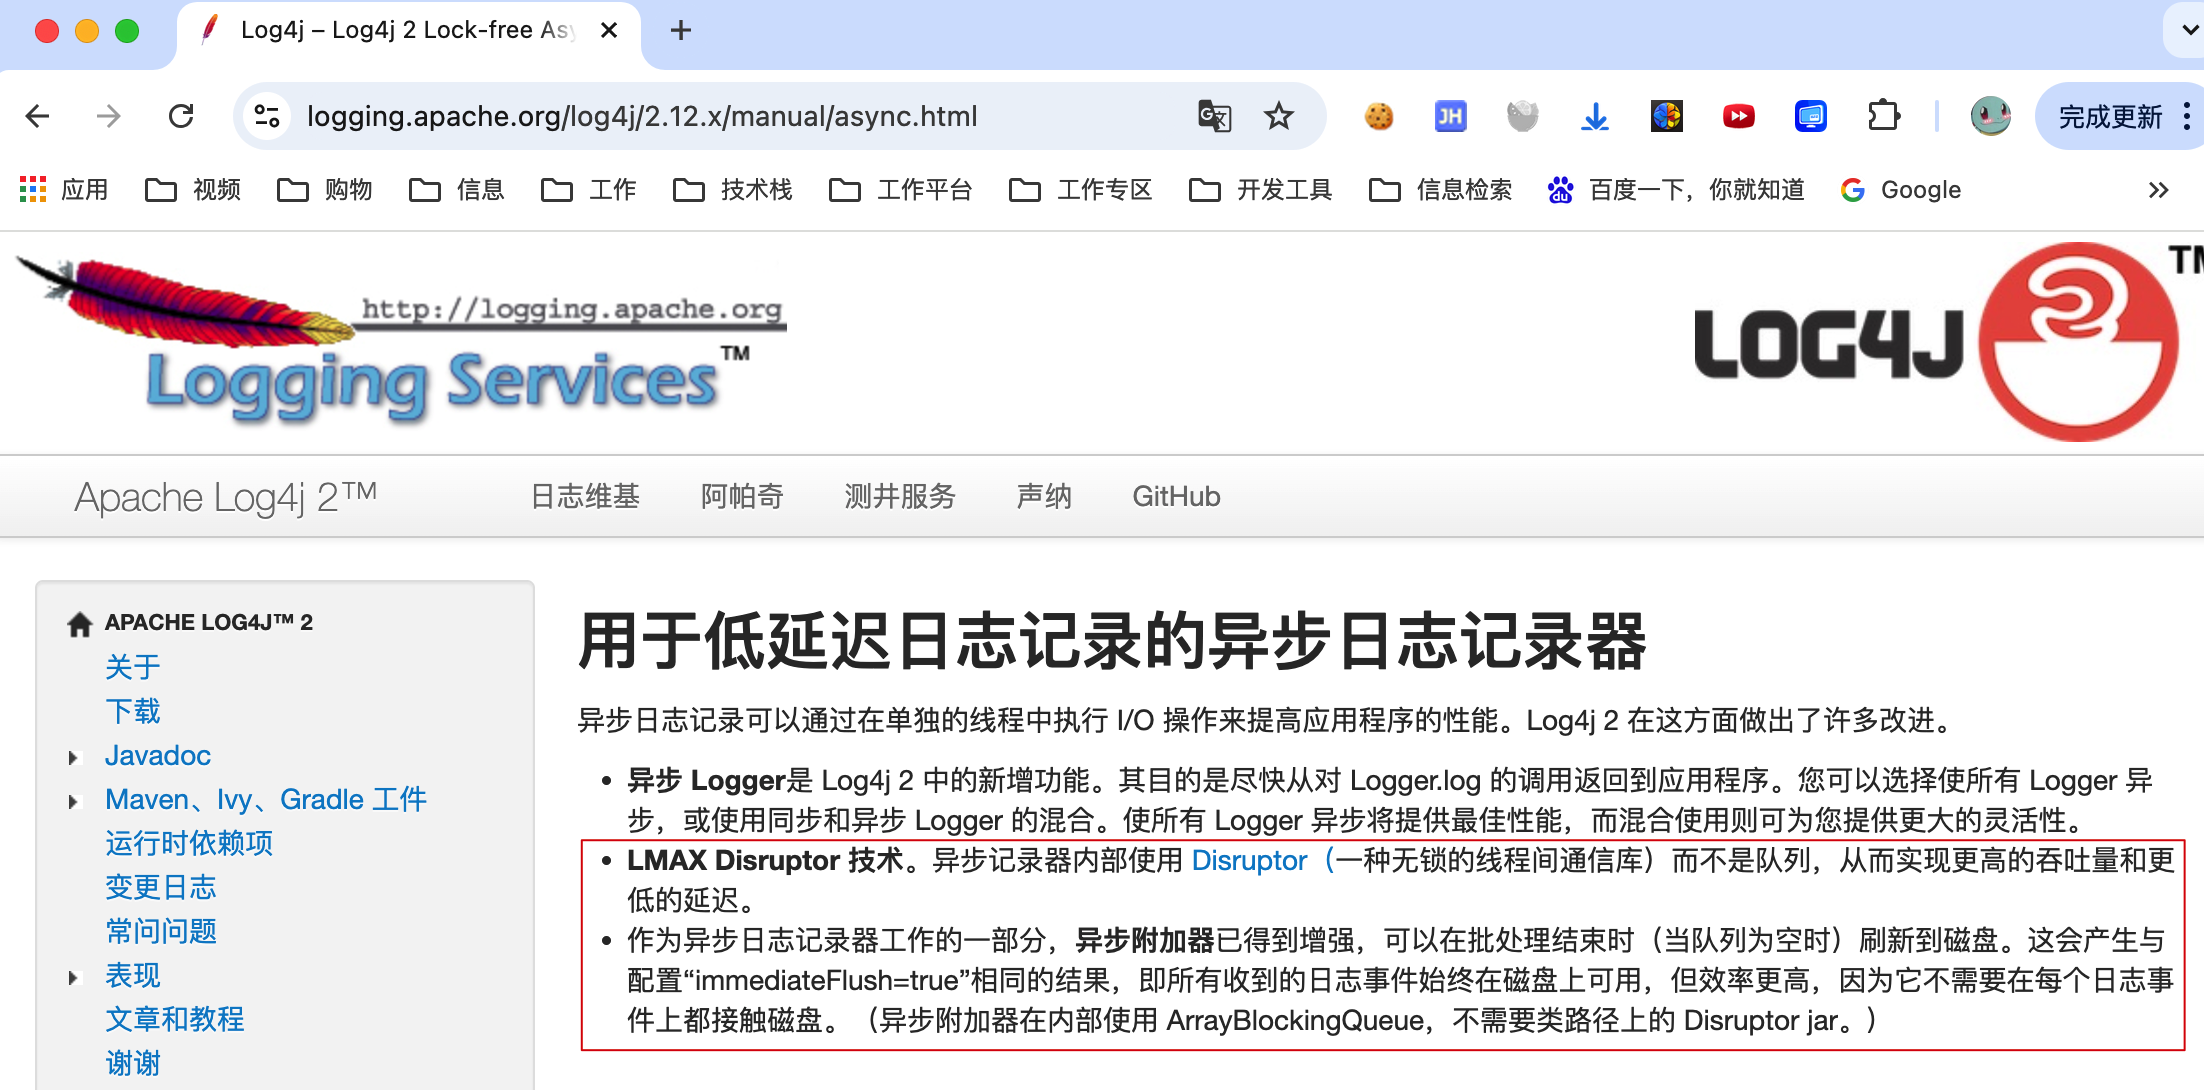 Log4j – Log4j 2 Lock-free Asy
logging.apache.org/log4j/2.12.x/manual/async.html
JH
完成更新
应用 视频 购物 信息 工作 技术栈 工作平台 工作专区 开发工具 信息检索 百度一下，你就知道 Google
http://logging.apache.org
Logging Services™
LOG4J 2 TM
Apache Log4j 2™ 日志维基 阿帕奇 测井服务 声纳 GitHub
APACHE LOG4J™ 2
关于
下载
Javadoc
Maven、Ivy、Gradle 工件
运行时依赖项
变更日志
常问问题
表现
文章和教程
谢谢
用于低延迟日志记录的异步日志记录器
异步日志记录可以通过在单独的线程中执行 I/O 操作来提高应用程序的性能。Log4j 2 在这方面做出了许多改进。
• 异步 Logger是 Log4j 2 中的新增功能。其目的是尽快从对 Logger.log 的调用返回到应用程序。您可以选择使所有 Logger 异
步，或使用同步和异步 Logger 的混合。使所有 Logger 异步将提供最佳性能，而混合使用则可为您提供更大的灵活性。
• LMAX Disruptor 技术。异步记录器内部使用 Disruptor（一种无锁的线程间通信库）而不是队列，从而实现更高的吞吐量和更
低的延迟。
• 作为异步日志记录器工作的一部分，异步附加器已得到增强，可以在批处理结束时（当队列为空时）刷新到磁盘。这会产生与
配置“immediateFlush=true”相同的结果，即所有收到的日志事件始终在磁盘上可用，但效率更高，因为它不需要在每个日志事
件上都接触磁盘。（异步附加器在内部使用 ArrayBlockingQueue，不需要类路径上的 Disruptor jar。）